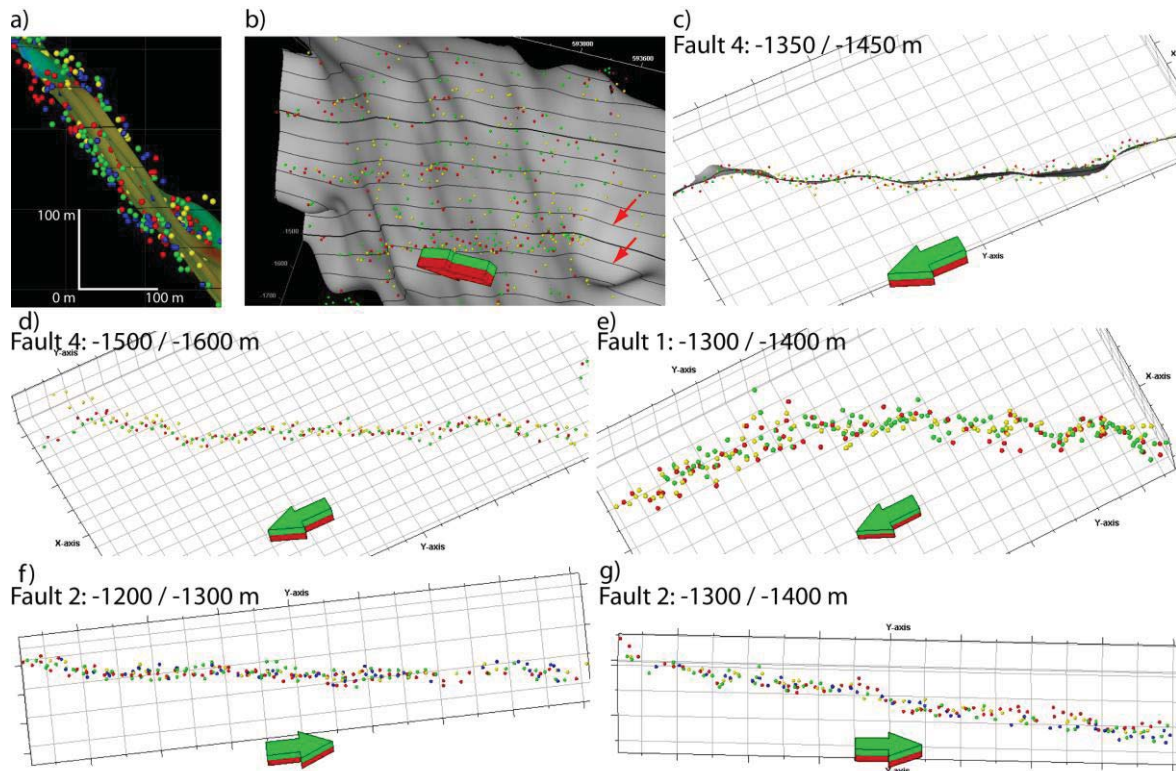 a)
100 m
0 m
100 m
b)
593800
593600
-1500
-1600
-1700
c)
Fault 4: -1350 / -1450 m
Y-axis
d)
Fault 4: -1500 / -1600 m
Y-axis
X-axis
Y-axis
e)
Fault 1: -1300 / -1400 m
Y-axis
X-axis
Y-axis
f)
Fault 2: -1200 / -1300 m
Y-axis
g)
Fault 2: -1300 / -1400 m
Y-axis
Y-axis